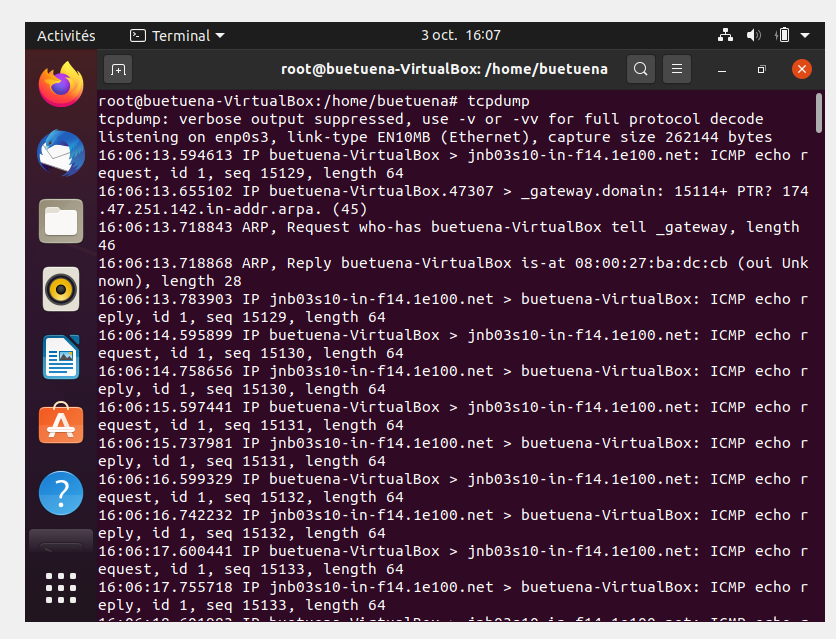 Activités Terminal 3 oct. 16:07
root@buetuena-VirtualBox: /home/buetuena
root@buetuena-VirtualBox:/home/buetuena# tcpdump
tcpdump: verbose output suppressed, use -v or -vv for full protocol decode
listening on enp0s3, link-type EN10MB (Ethernet), capture size 262144 bytes
16:06:13.594613 IP buetuena-VirtualBox > jnb03s10-in-f14.1e100.net: ICMP echo r
equest, id 1, seq 15129, length 64
16:06:13.655102 IP buetuena-VirtualBox.47307 > _gateway.domain: 15114+ PTR? 174
.47.251.142.in-addr.arpa. (45)
16:06:13.718843 ARP, Request who-has buetuena-VirtualBox tell _gateway, length
46
16:06:13.718868 ARP, Reply buetuena-VirtualBox is-at 08:00:27:ba:dc:cb (oui Unk
nown), length 28
16:06:13.783903 IP jnb03s10-in-f14.1e100.net > buetuena-VirtualBox: ICMP echo r
eply, id 1, seq 15129, length 64
16:06:14.595899 IP buetuena-VirtualBox > jnb03s10-in-f14.1e100.net: ICMP echo r
equest, id 1, seq 15130, length 64
16:06:14.758656 IP jnb03s10-in-f14.1e100.net > buetuena-VirtualBox: ICMP echo r
eply, id 1, seq 15130, length 64
16:06:15.597441 IP buetuena-VirtualBox > jnb03s10-in-f14.1e100.net: ICMP echo r
equest, id 1, seq 15131, length 64
16:06:15.737981 IP jnb03s10-in-f14.1e100.net > buetuena-VirtualBox: ICMP echo r
eply, id 1, seq 15131, length 64
16:06:16.599329 IP buetuena-VirtualBox > jnb03s10-in-f14.1e100.net: ICMP echo r
equest, id 1, seq 15132, length 64
16:06:16.742232 IP jnb03s10-in-f14.1e100.net > buetuena-VirtualBox: ICMP echo r
eply, id 1, seq 15132, length 64
16:06:17.600441 IP buetuena-VirtualBox > jnb03s10-in-f14.1e100.net: ICMP echo r
equest, id 1, seq 15133, length 64
16:06:17.755718 IP jnb03s10-in-f14.1e100.net > buetuena-VirtualBox: ICMP echo r
eply, id 1, seq 15133, length 64